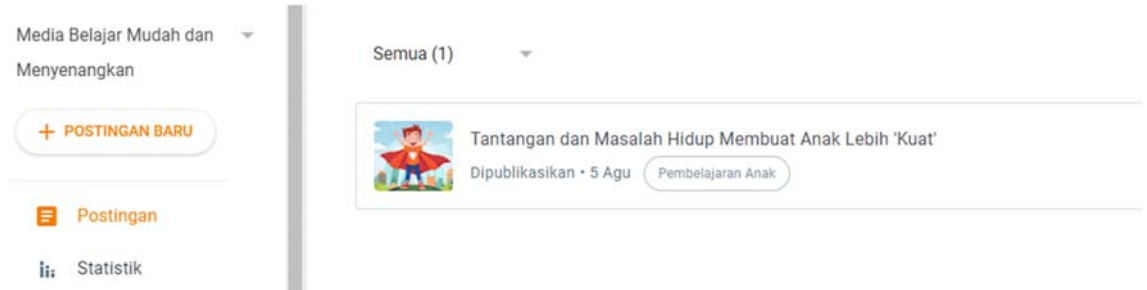 Media Belajar Mudah dan
Menyenangkan
+ POSTINGAN BARU
Postingan
Statistik
Semua (1)
Tantangan dan Masalah Hidup Membuat Anak Lebih 'Kuat'
Dipublikasikan • 5 Agu Pembelajaran Anak